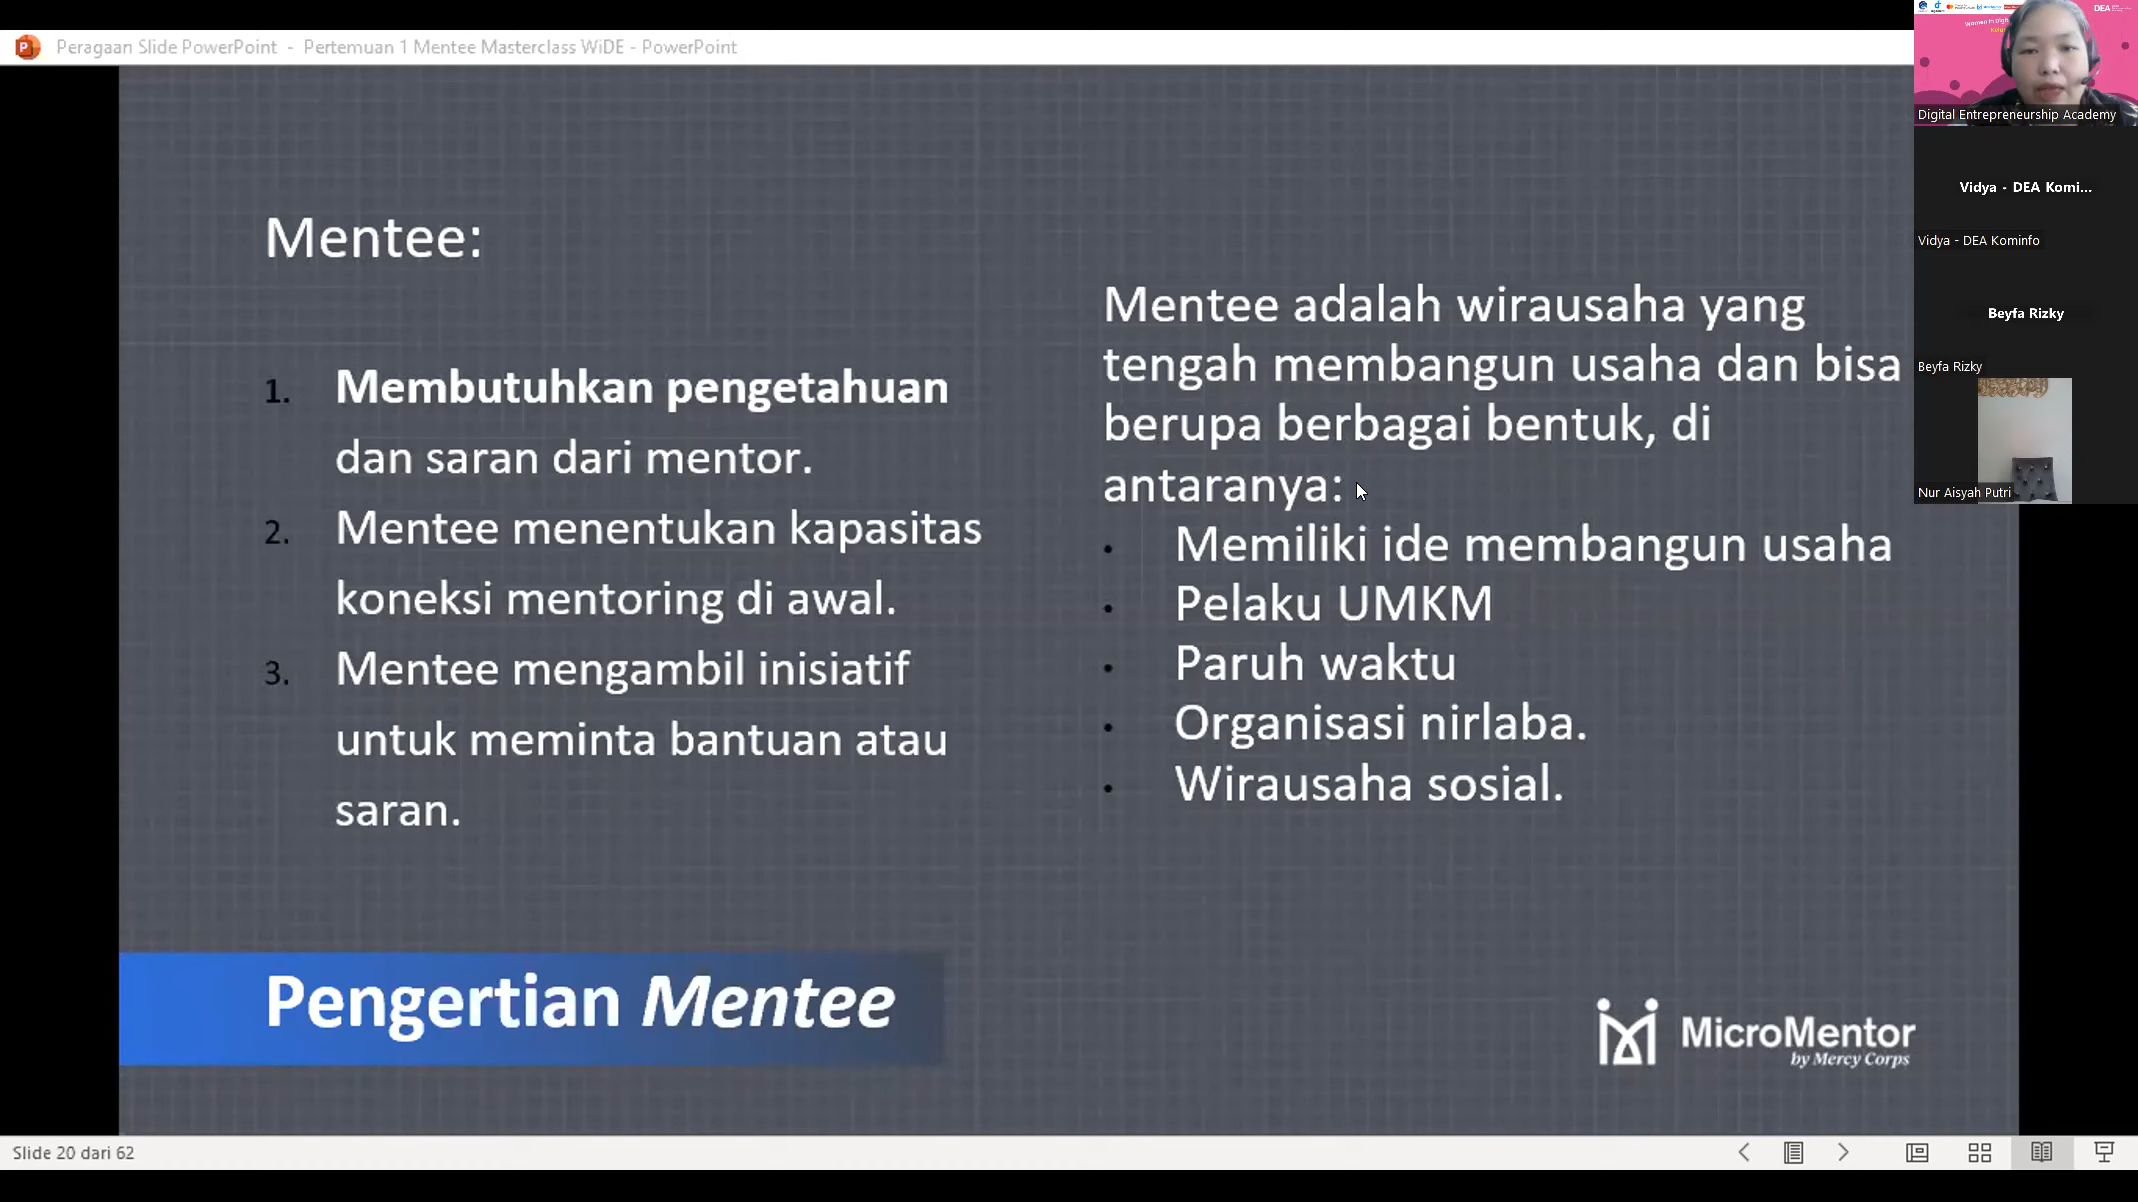 Peragaan Slide PowerPoint - Pertemuan 1 Mentee Masterclass WiDE - PowerPoint
Mentee:
1. Membutuhkan pengetahuan
dan saran dari mentor.
2. Mentee menentukan kapasitas
koneksi mentoring di awal.
3. Mentee mengambil inisiatif
untuk meminta bantuan atau
saran.
Mentee adalah wirausaha yang
tengah membangun usaha dan bisa
berupa berbagai bentuk, di
antaranya:
• Memiliki ide membangun usaha
• Pelaku UMKM
• Paruh waktu
• Organisasi nirlaba.
• Wirausaha sosial.
Pengertian Mentee
MicroMentor
by Mercy Corps
DEA
Digital Entrepreneurship Academy
Vidya - DEA Komi...
Vidya - DEA Kominfo
Beyfa Rizky
Beyfa Rizky
Nur Aisyah Putri
Slide 20 dari 62